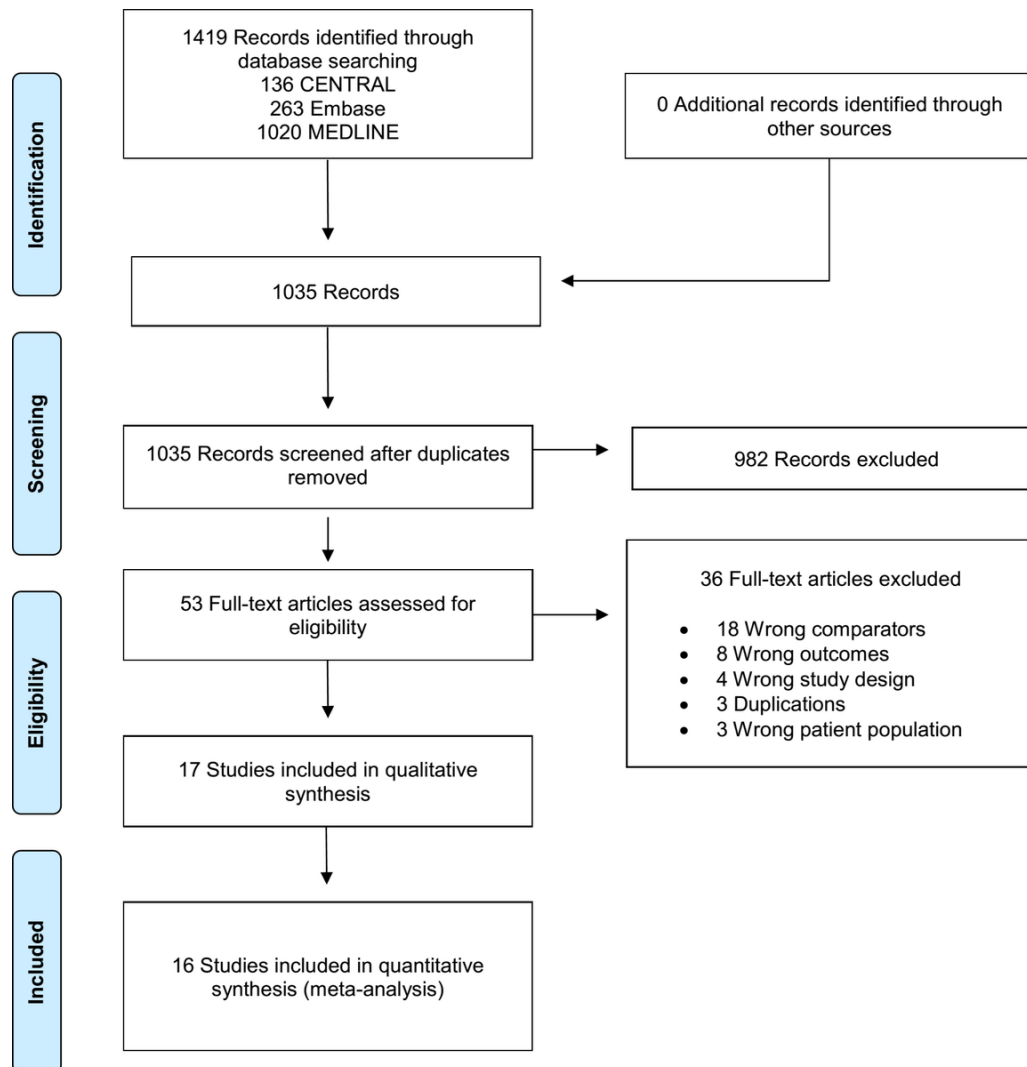 1419 Records identified through
database searching
136 CENTRAL
263 Embase
1020 MEDLINE
0 Additional records identified through
other sources
Identification
1035 Records
Screening
1035 Records screened after duplicates
removed
982 Records excluded
Eligibility
53 Full-text articles assessed for
eligibility
36 Full-text articles excluded
• 18 Wrong comparators
• 8 Wrong outcomes
• 4 Wrong study design
• 3 Duplications
• 3 Wrong patient population
17 Studies included in qualitative
synthesis
Included
16 Studies included in quantitative
synthesis (meta-analysis)